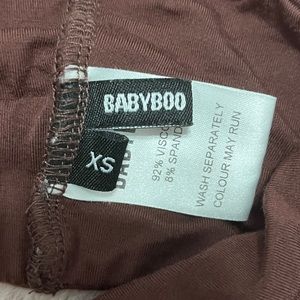 BABYBOO
XS
92% VISCO
8% SPAND
WASH SEPARATELY
COLOUR MAY RUN